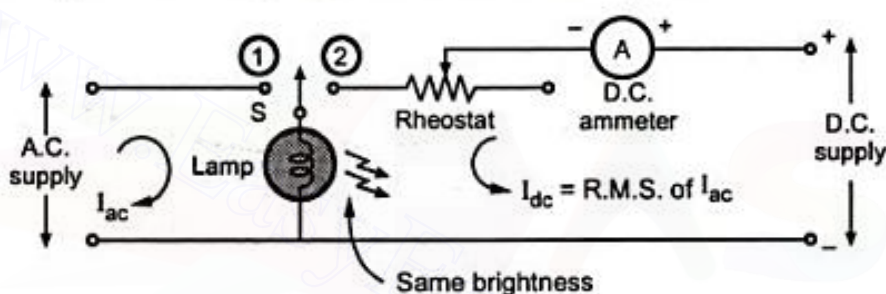 1 2
− A +
+
S
Rheostat
D.C.
ammeter
A.C.
supply
Lamp
D.C.
supply
Iac
Idc = R.M.S. of Iac
−
Same brightness